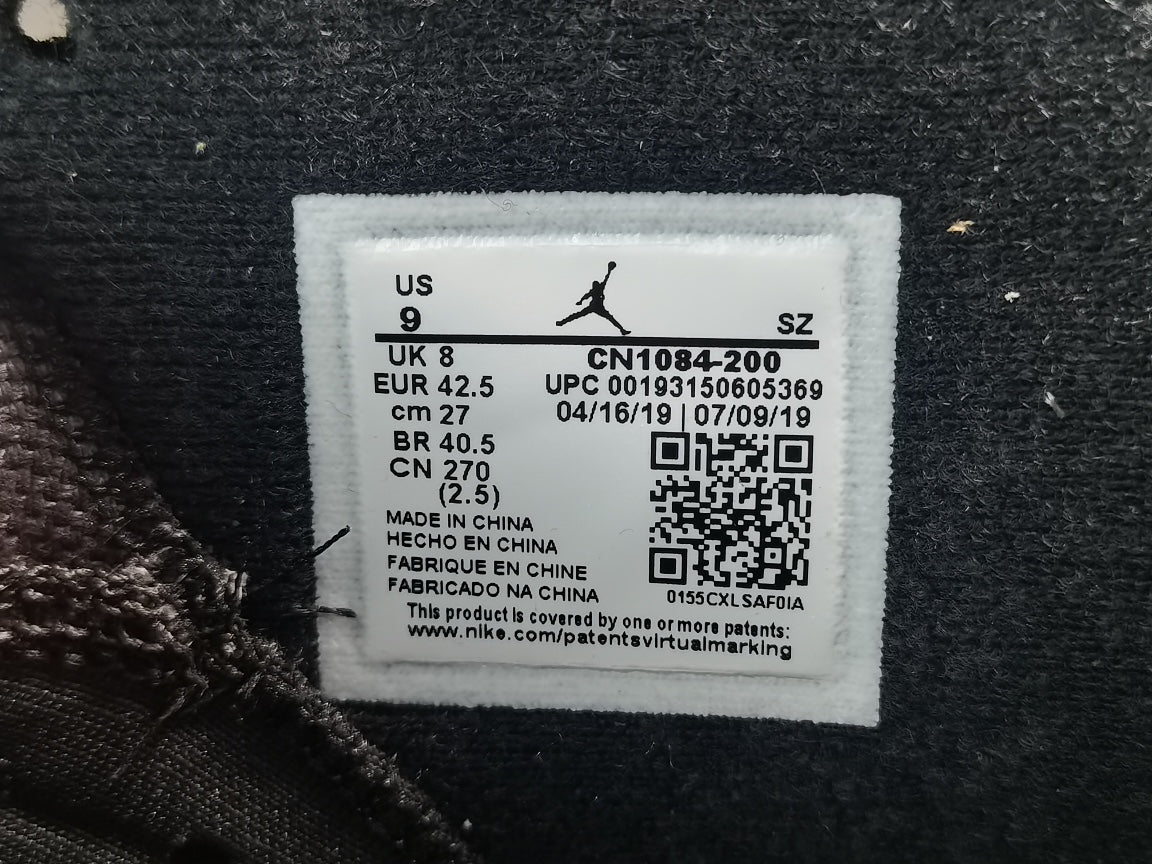 US
9
SZ
UK 8
CN1084-200
EUR 42.5
UPC 00193150605369
cm 27
04/16/19 | 07/09/19
BR 40.5
CN 270
(2.5)
MADE IN CHINA
HECHO EN CHINA
FABRIQUE EN CHINE
FABRICADO NA CHINA
0155CXLSAF01A
This product is covered by one or more patents:
www.nike.com/patentsvirtualmarking